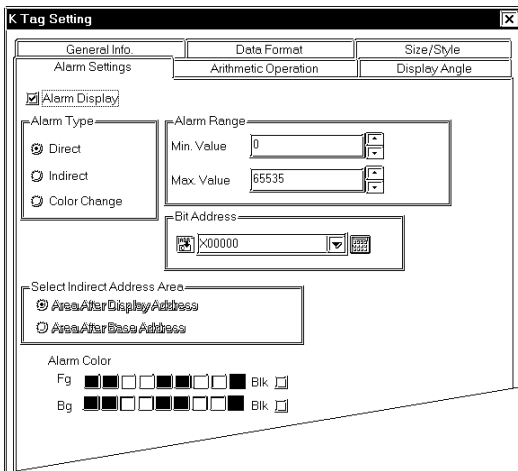 K Tag Setting
General Info.
Data Format
Size/Style
Alarm Settings
Arithmetic Operation
Display Angle
Alarm Display
Alarm Type
Direct
Indirect
Color Change
Alarm Range
Min. Value
0
Max. Value
65535
Bit Address
X00000
Select Indirect Address Area
Area After Display Address
Area After Base Address
Alarm Color
Fg
Blk
Bg
Blk